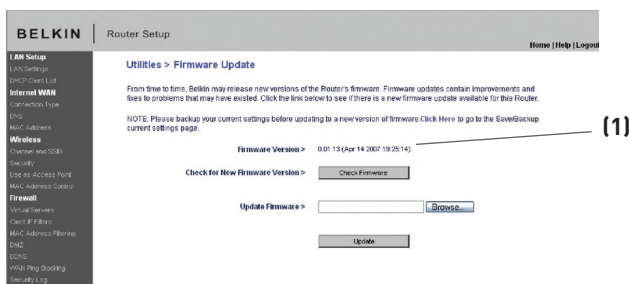 BELKIN
Router Setup
Home | Help | Logout
LAN Setup
LAN Settings
DHCP Client List
Internet WAN
Connection Type
DNS
MAC Address
Wireless
Channel and SSID
Security
Use as Access Point
MAC Address Control
Firewall
Virtual Servers
Client IP Filters
MAC Address Filtering
DMZ
DDNS
WAN Ping Blocking
Security Log
Utilities > Firmware Update
From time to time, Belkin may release new versions of the Router's firmware. Firmware updates contain improvements and
fixes to problems that may have existed. Click the link below to see if there is a new firmware update available for this Router.
NOTE: Please backup your current settings before updating to a new version of firmware.Click Here to go to the Save/Backup
current settings page.
Firmware Version > 0.01.13 (Apr 14 2007 19:25:14)
(1)
Check for New Firmware Version > Check Firmware
Update Firmware > Browse...
Update